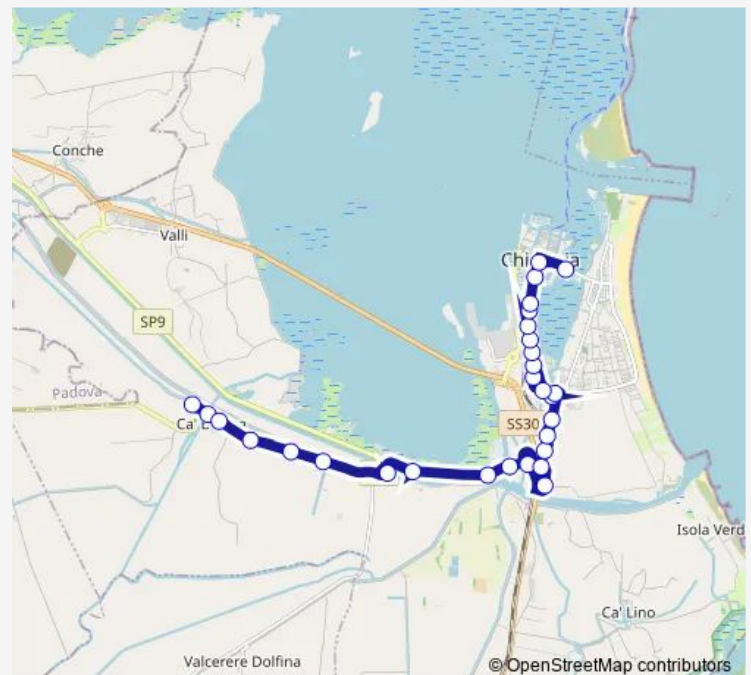 Conche
Valli
SP9
Padova
SS30
Isola Verd
Ca' Lino
Valcerere Dolfina
© OpenStreetMap contributors